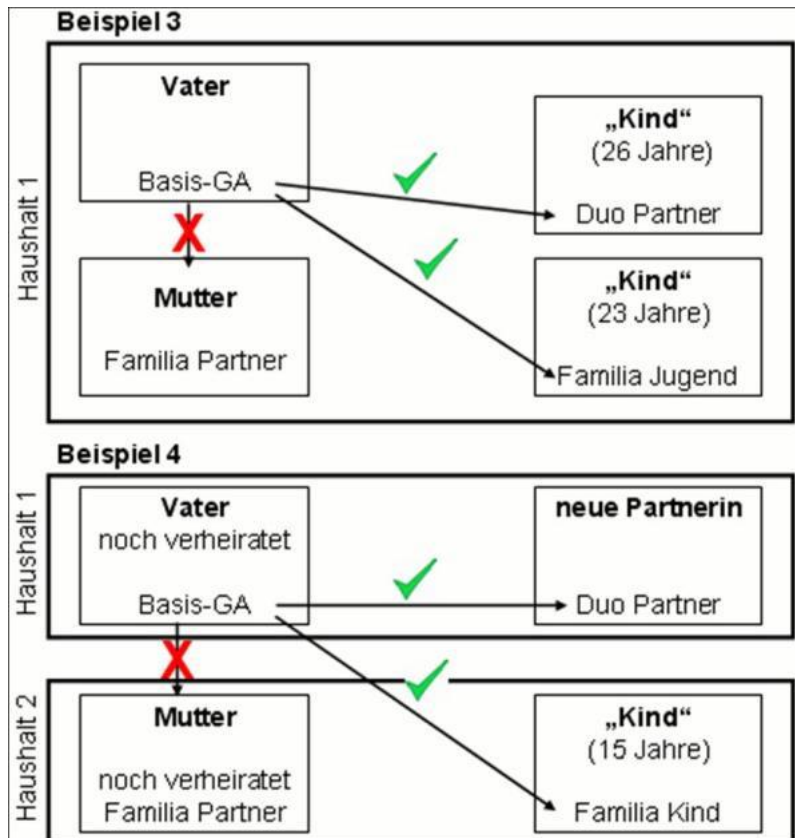 Beispiel 3
Haushalt 1
Vater
Basis-GA
X
Mutter
Familia Partner
„Kind“
(26 Jahre)
Duo Partner
„Kind“
(23 Jahre)
Familia Jugend
Beispiel 4
Haushalt 1
Vater
noch verheiratet
Basis-GA
neue Partnerin
Duo Partner
X
Haushalt 2
Mutter
noch verheiratet
Familia Partner
„Kind“
(15 Jahre)
Familia Kind